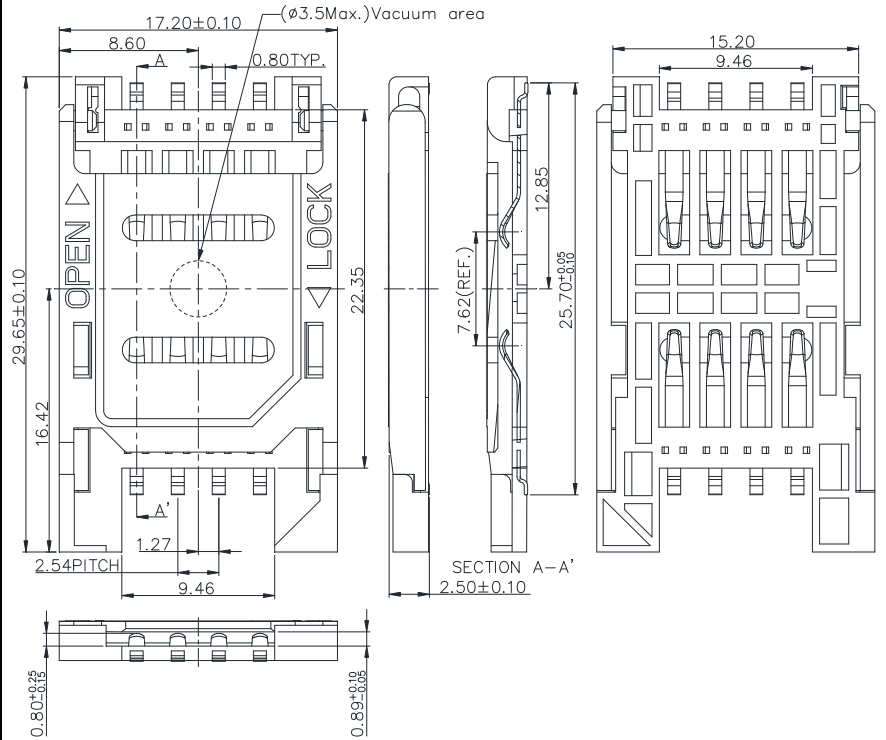 (ø3.5Max.)Vacuum area
17.20±0.10
8.60
A
0.80TYP.
15.20
9.46
OPEN
LOCK
29.65±0.10
16.42
22.35
12.85
7.62(REF.)
25.70+0.05
-0.10
A'
1.27
2.54PITCH
9.46
SECTION A-A'
2.50±0.10
0.80+0.25
-0.15
0.89+0.10
-0.05